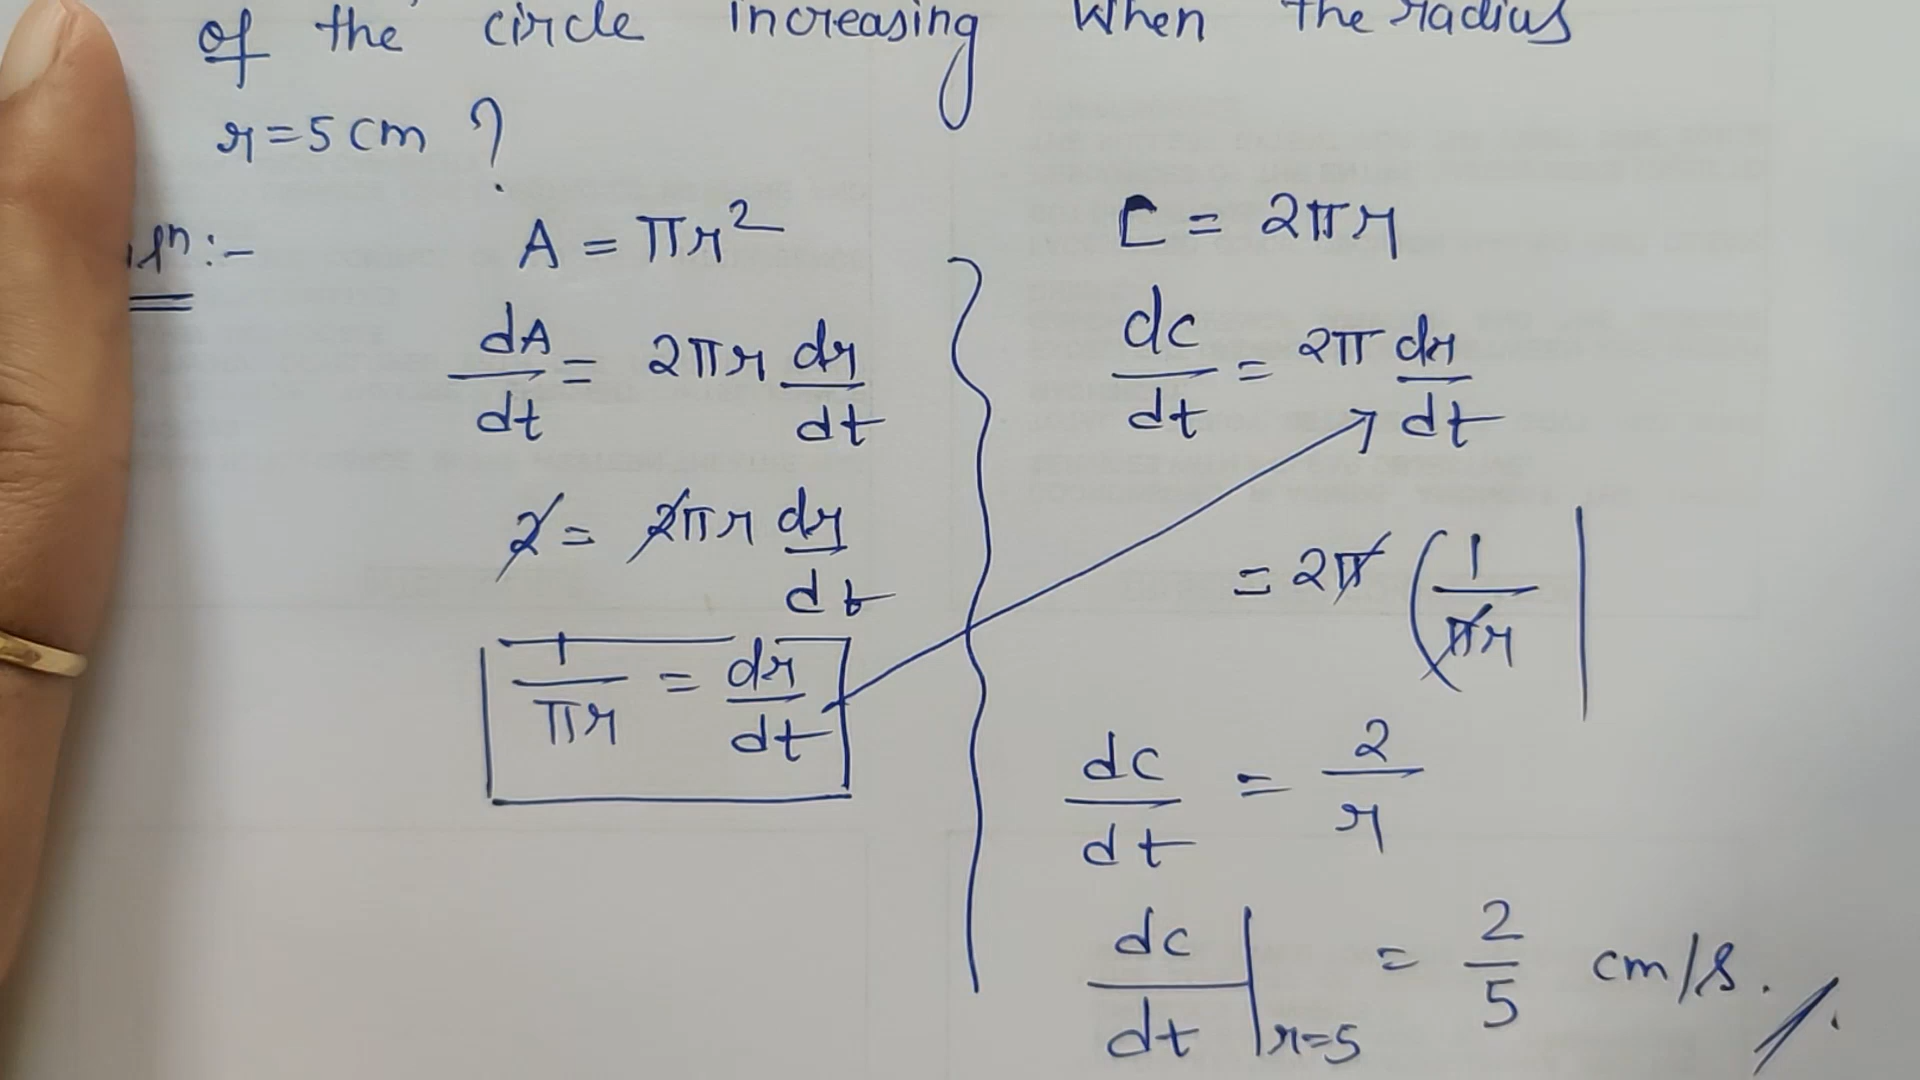 of the circle increasing when the radius
r = 5 cm ?
A = πr²
dA/dt = 2πr dr/dt
2 = 2πr dr/dt
1/πr = dr/dt
C = 2πr
dc/dt = 2π dr/dt
= 2π (1/πr)
dc/dt = 2/r
dc/dt |r=5 = 2/5 cm/s.